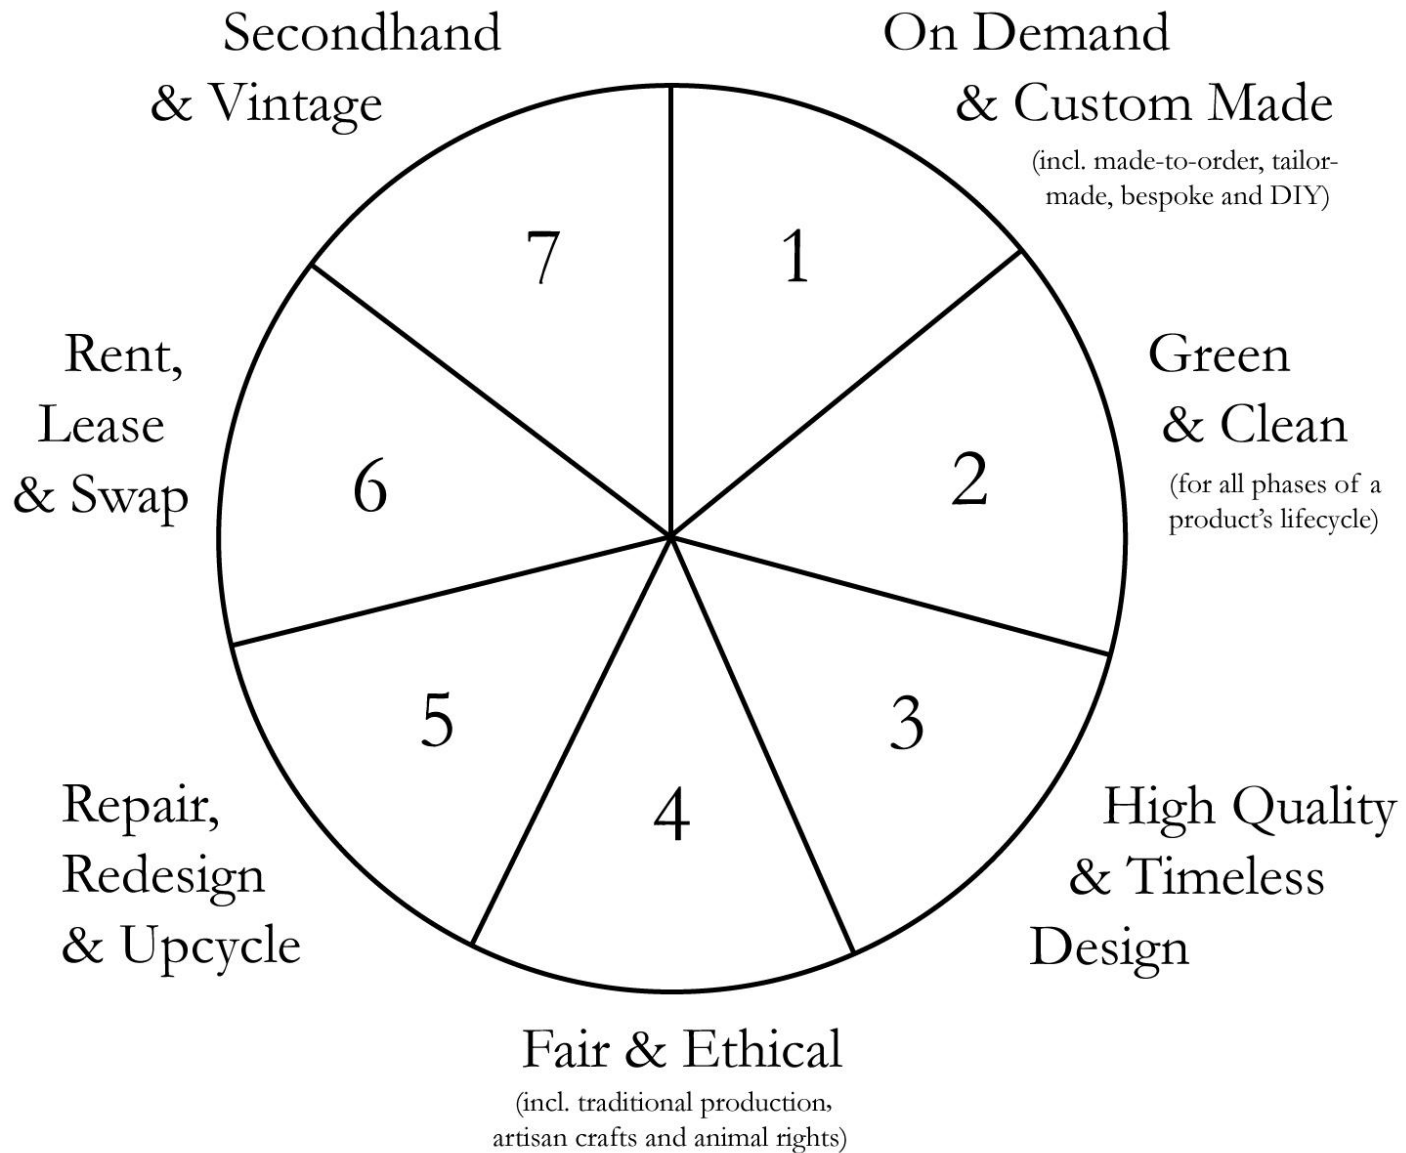 Secondhand
& Vintage
On Demand
& Custom Made
(incl. made-to-order, tailor-
made, bespoke and DIY)
7
1
Rent,
Lease
& Swap
6
2
Green
& Clean
(for all phases of a
product's lifecycle)
5
3
4
Repair,
Redesign
& Upcycle
High Quality
& Timeless
Design
Fair & Ethical
(incl. traditional production,
artisan crafts and animal rights)